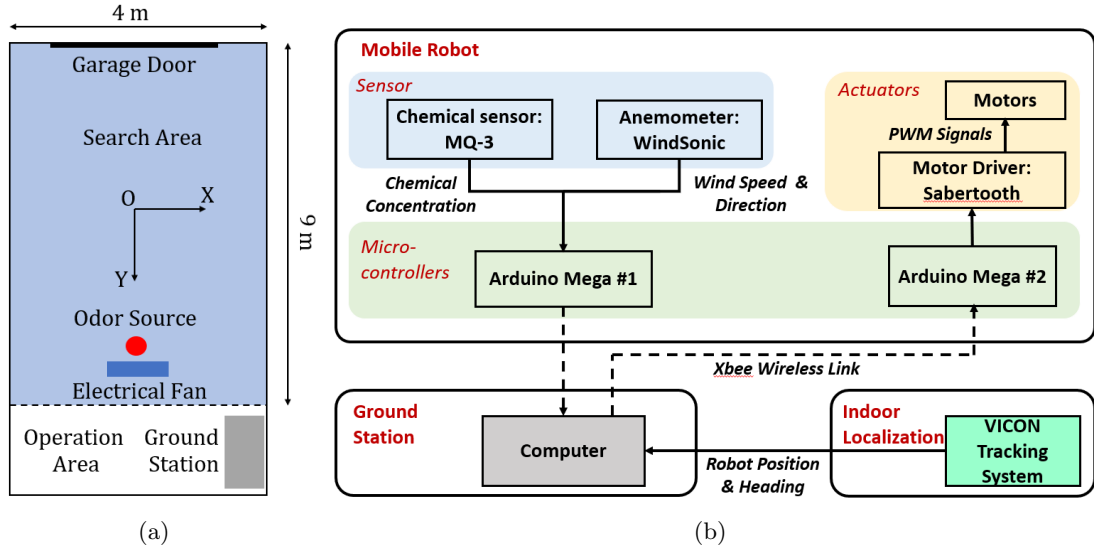 4 m
Garage Door
Search Area
O
X
Y
9 m
Odor Source
Electrical Fan
Operation
Area
Ground
Station
(a)
Mobile Robot
Sensor
Chemical sensor:
MQ-3
Anemometer:
WindSonic
Chemical
Concentration
Wind Speed &
Direction
Actuators
Motors
PWM Signals
Motor Driver:
Sabertooth
Micro-
controllers
Arduino Mega #1
Arduino Mega #2
Xbee Wireless Link
Ground
Station
Computer
Robot Position
& Heading
Indoor
Localization
VICON
Tracking
System
(b)